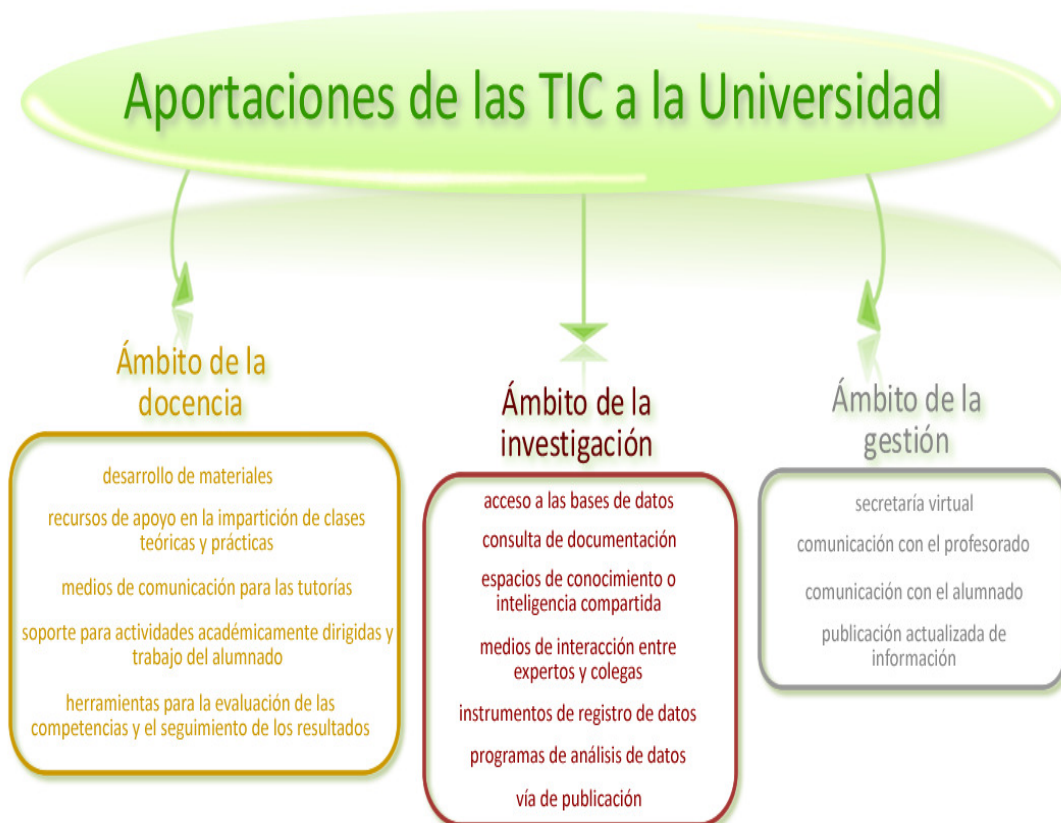 Aportaciones de las TIC a la Universidad
Ámbito de la
docencia
desarrollo de materiales
recursos de apoyo en la impartición de clases
teóricas y prácticas
medios de comunicación para las tutorías
soporte para actividades académicamente dirigidas y
trabajo del alumnado
herramientas para la evaluación de las
competencias y el seguimiento de los resultados
Ámbito de la
investigación
acceso a las bases de datos
consulta de documentación
espacios de conocimiento o
inteligencia compartida
medios de interacción entre
expertos y colegas
instrumentos de registro de datos
programas de análisis de datos
vía de publicación
Ámbito de la
gestión
secretaría virtual
comunicación con el profesorado
comunicación con el alumnado
publicación actualizada de
información